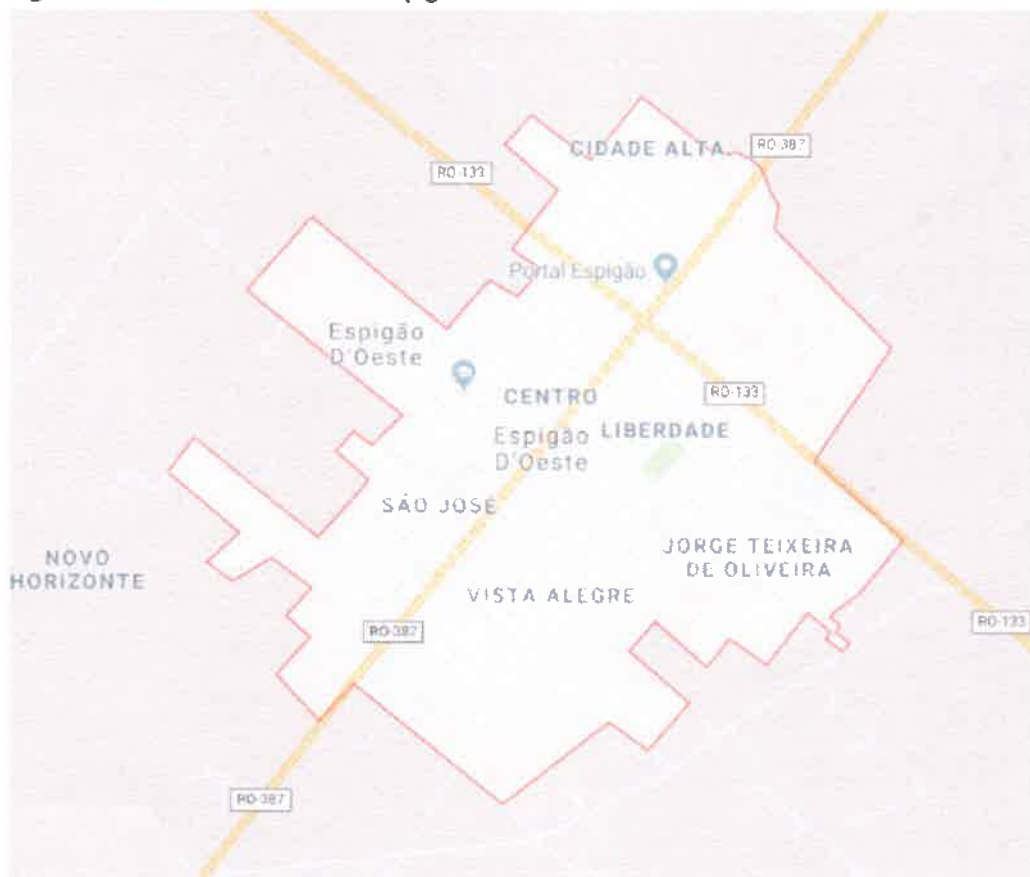 CIDADE ALTA
RO-387
RO-133
Portal Espigão
Espigão
D'Oeste
CENTRO
RO-133
Espigão
D'Oeste
LIBERDADE
SÃO JOSÉ
JORGE TEIXEIRA
DE OLIVEIRA
NOVO
HORIZONTE
VISTA ALEGRE
RO-387
RO-133
RO-387